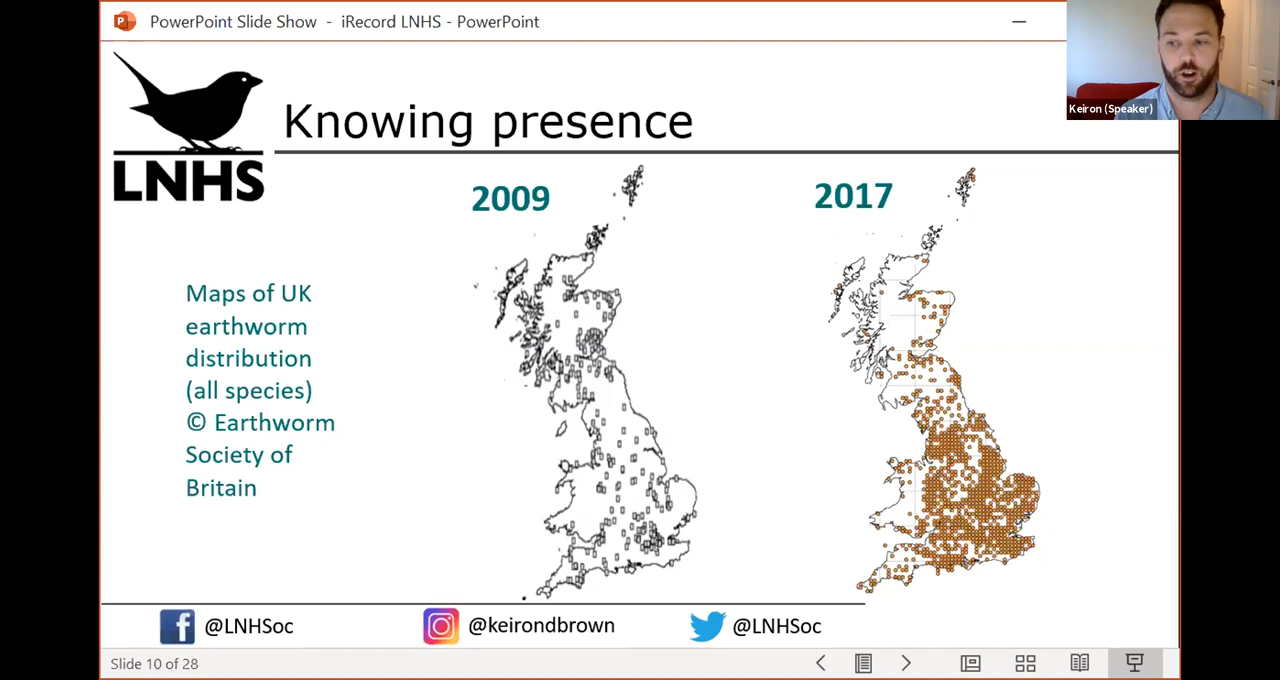 PowerPoint Slide Show - iRecord LNHS - PowerPoint
Keiron (Speaker)
LNHS
Knowing presence
2009
2017
Maps of UK
earthworm
distribution
(all species)
© Earthworm
Society of
Britain
@LNHSoc
@keirondbrown
@LNHSoc
Slide 10 of 28